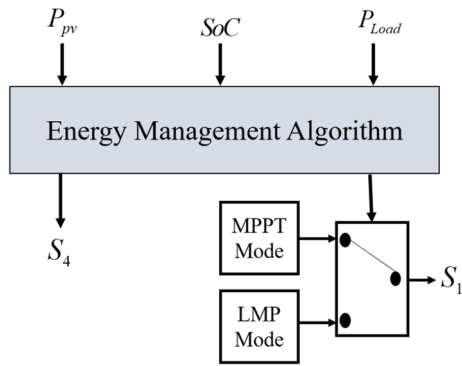 P_pv SoC P_Load
Energy Management Algorithm
S_4
MPPT
Mode
S_1
LMP
Mode